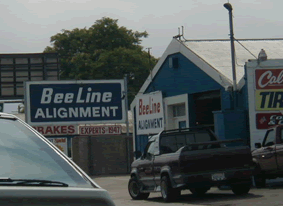 Bee Line
ALIGNMENT
BRAKES EXPERTS
Bee Line
ALIGNMENT
TIR